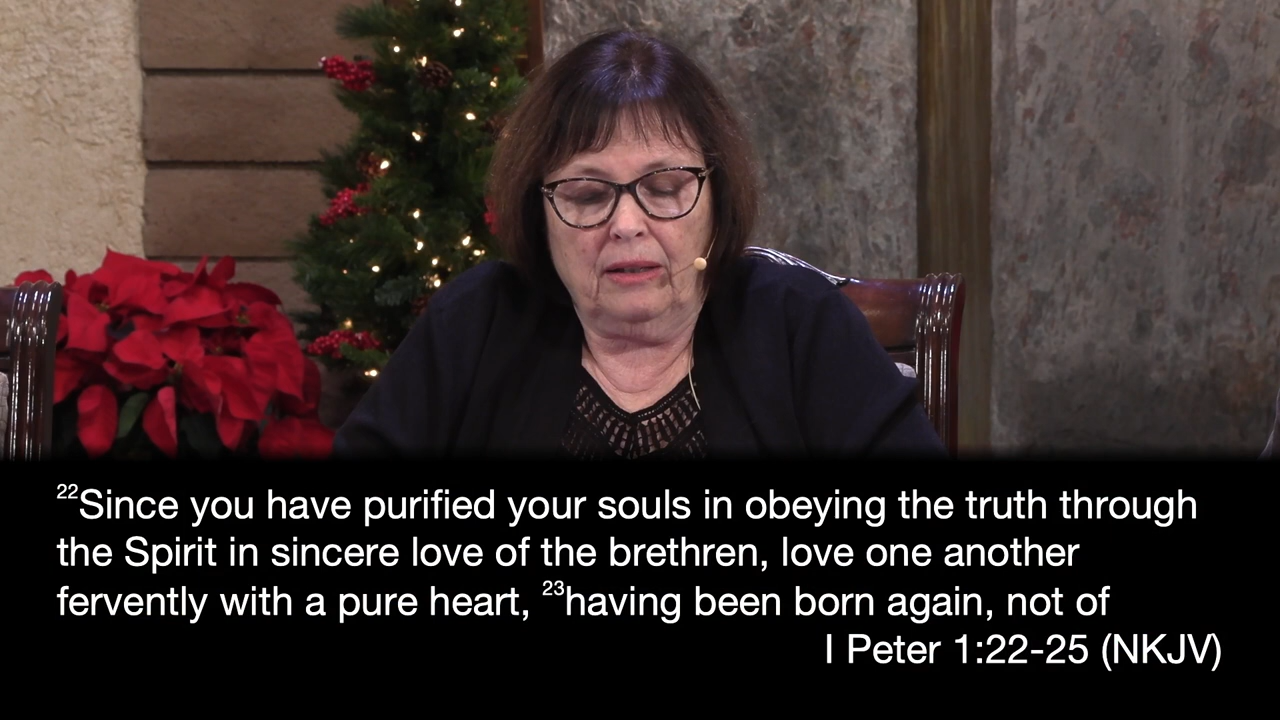 ²²Since you have purified your souls in obeying the truth through
the Spirit in sincere love of the brethren, love one another
fervently with a pure heart, ²³having been born again, not of
I Peter 1:22-25 (NKJV)